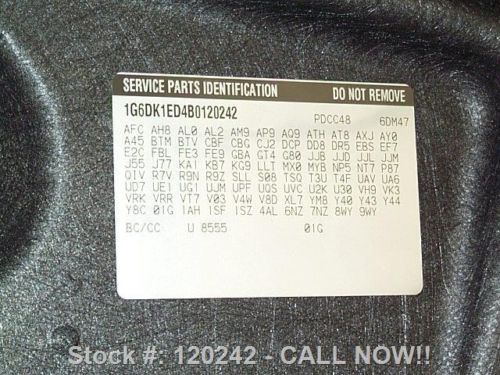 SERVICE PARTS IDENTIFICATION DO NOT REMOVE
1G6DK1ED4B0120242 PDCC48 6DM47
AFC AH8 AL0 AL2 AM9 AP9 AQ9 ATH AT8 AXJ AY0
A45 BTM BTV CBF CBG CJ2 DCP DD8 DR5 EBS EF7
E2C FBL FE3 FE9 GBA GT4 G80 JJB JJD JLL JJM
J55 J77 KA1 KB7 KG9 LLT MX0 MYB NP5 NT7 P87
QIV R7V R9N R9Z SLL S08 TSQ T3U T4F UAV UA6
UD7 UE1 UG1 UJM UPF UQS UVC U2K U30 VH9 VK3
VRK VRR VT7 V03 V4W V8D XL7 YM8 Y40 Y43 Y44
Y8C 01G 1AH 1SF 1SZ 4AL 6NZ 7NZ 8WY 9WY
BC/CC U 8555 01G
Stock #: 120242 - CALL NOW!!